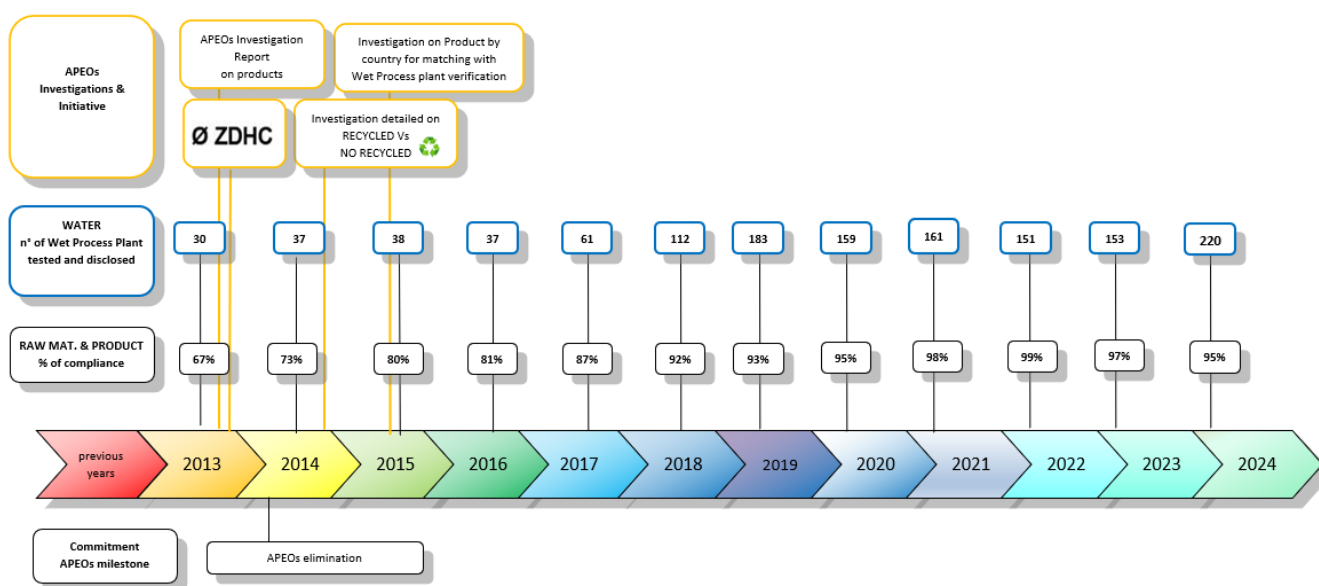 APEOs
Investigations &
Initiative
APEOs Investigation
Report
on products
Investigation on Product by
country for matching with
Wet Process plant verification
Ø ZDHC
Investigation detailed on
RECYCLED Vs
NO RECYCLED
WATER
n° of Wet Process Plant
tested and disclosed
30
37
38
37
61
112
183
159
161
151
153
220
RAW MAT. & PRODUCT
% of compliance
67%
73%
80%
81%
87%
92%
93%
95%
98%
99%
97%
95%
previous
years
2013
2014
2015
2016
2017
2018
2019
2020
2021
2022
2023
2024
Commitment
APEOs milestone
APEOs elimination